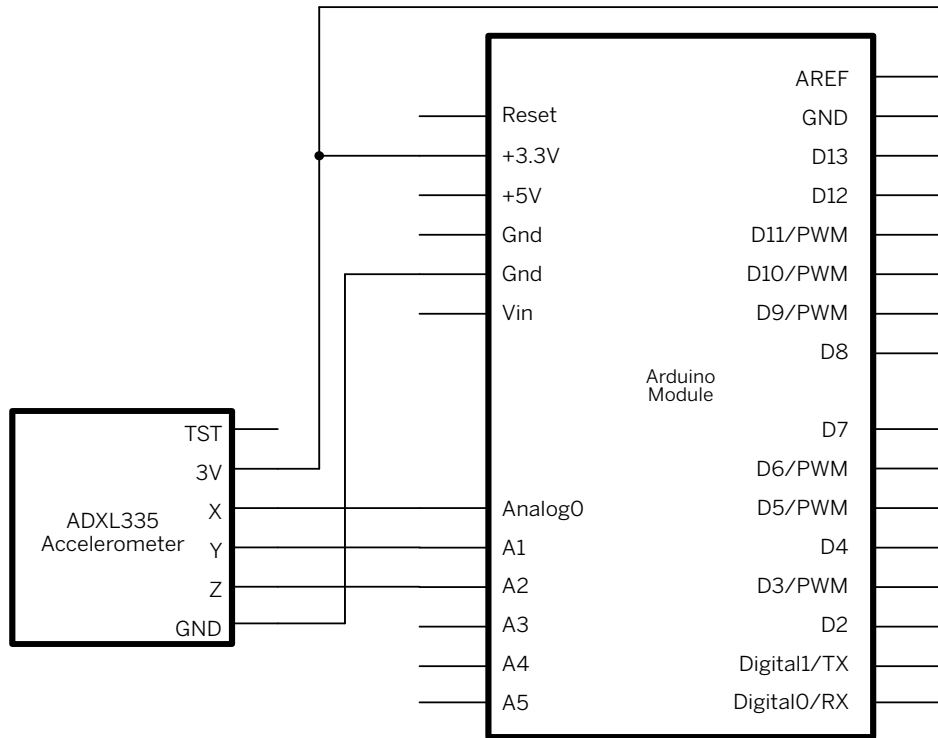 Reset
+3.3V
+5V
Gnd
Gnd
Vin
Analog0
A1
A2
A3
A4
A5
Arduino
Module
AREF
GND
D13
D12
D11/PWM
D10/PWM
D9/PWM
D8
D7
D6/PWM
D5/PWM
D4
D3/PWM
D2
Digital1/TX
Digital0/RX
ADXL335
Accelerometer
TST
3V
X
Y
Z
GND